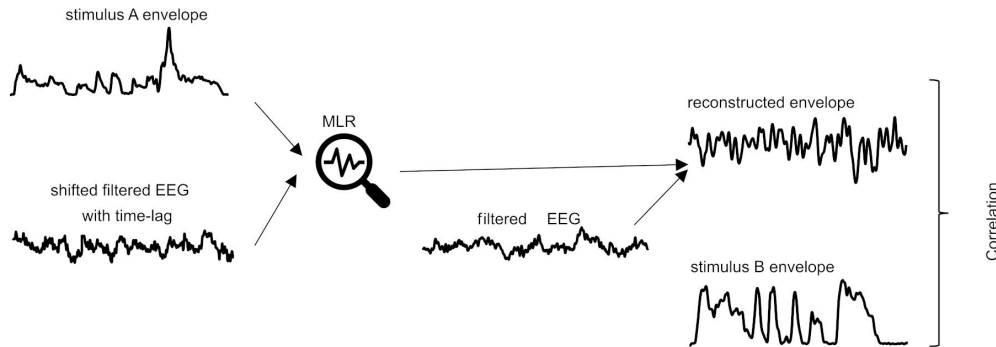 stimulus A envelope
MLR
shifted filtered EEG
with time-lag
filtered EEG
reconstructed envelope
stimulus B envelope
Correlation